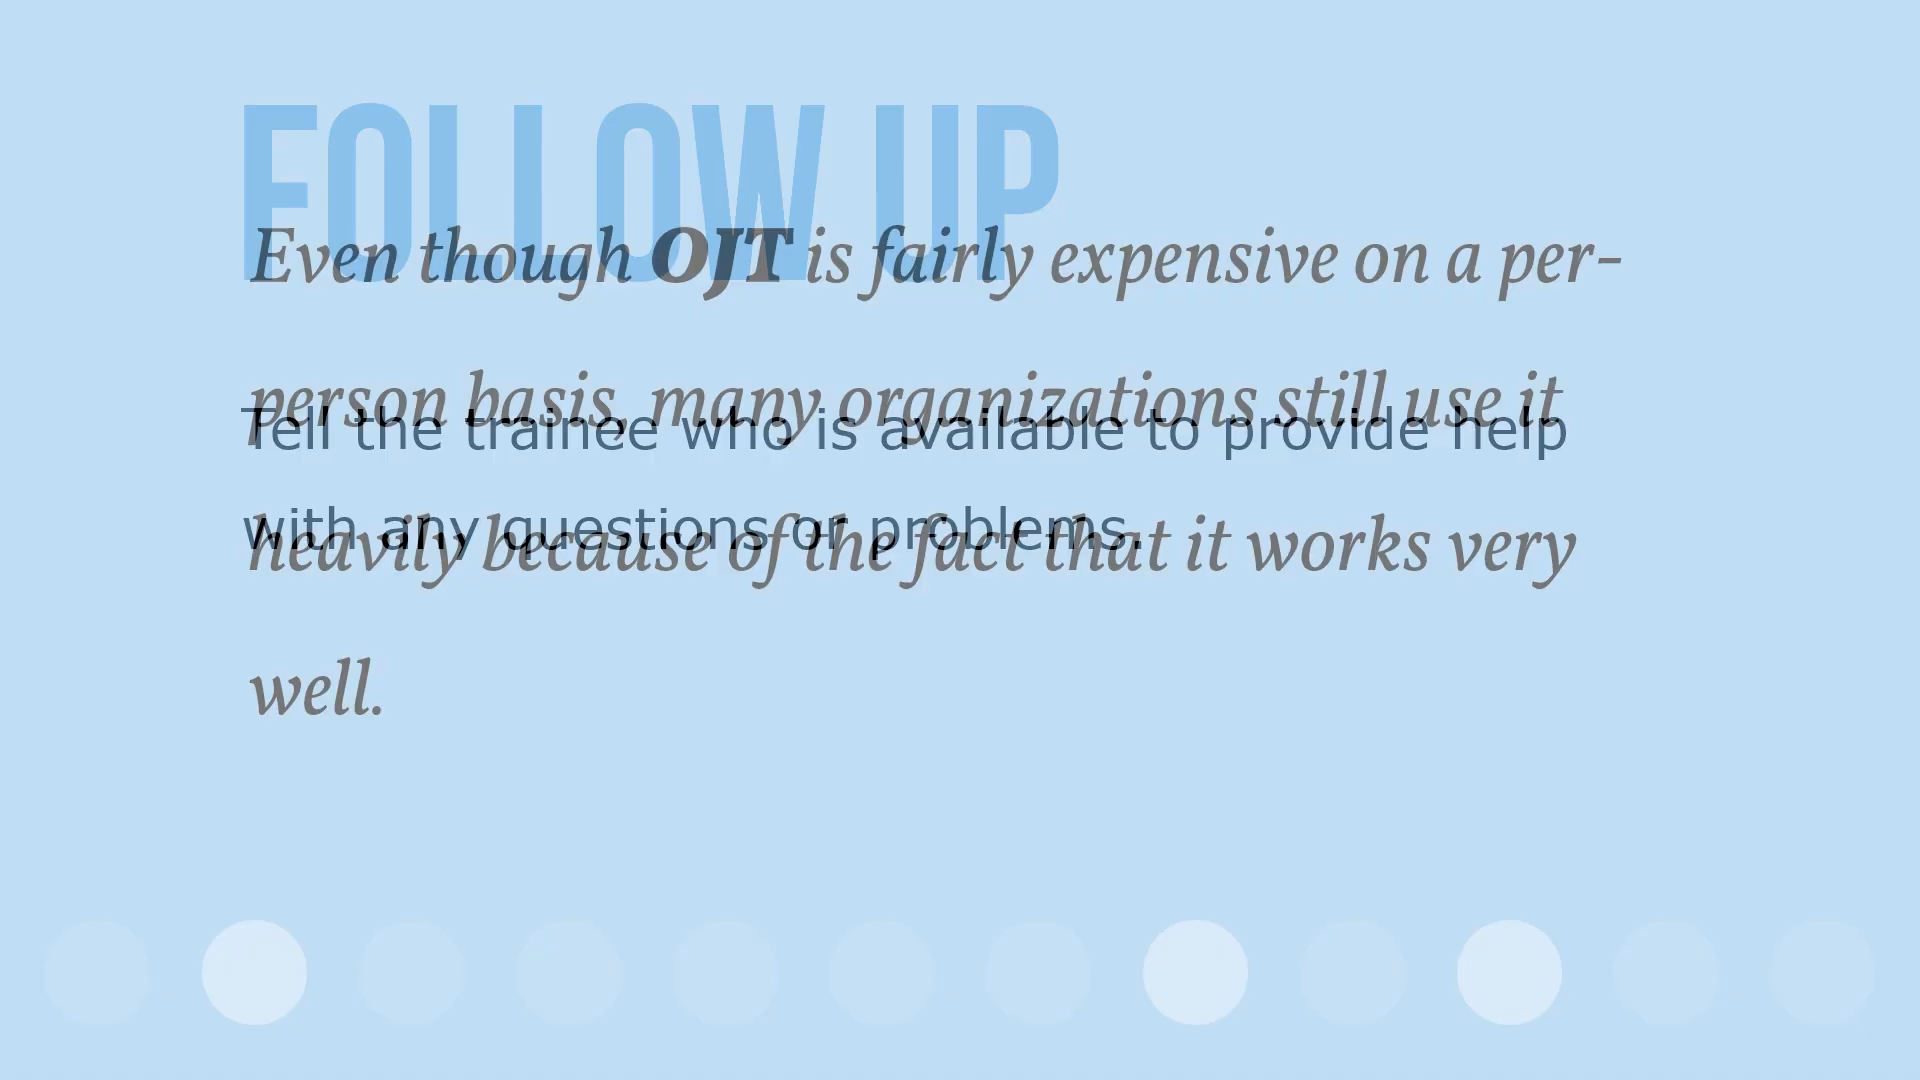 FOLLOW UP
Even though OJT is fairly expensive on a per-
person basis, many organizations still use it
heavily because of the fact that it works very
well.
Tell the trainee who is available to provide help
with any questions or problems.